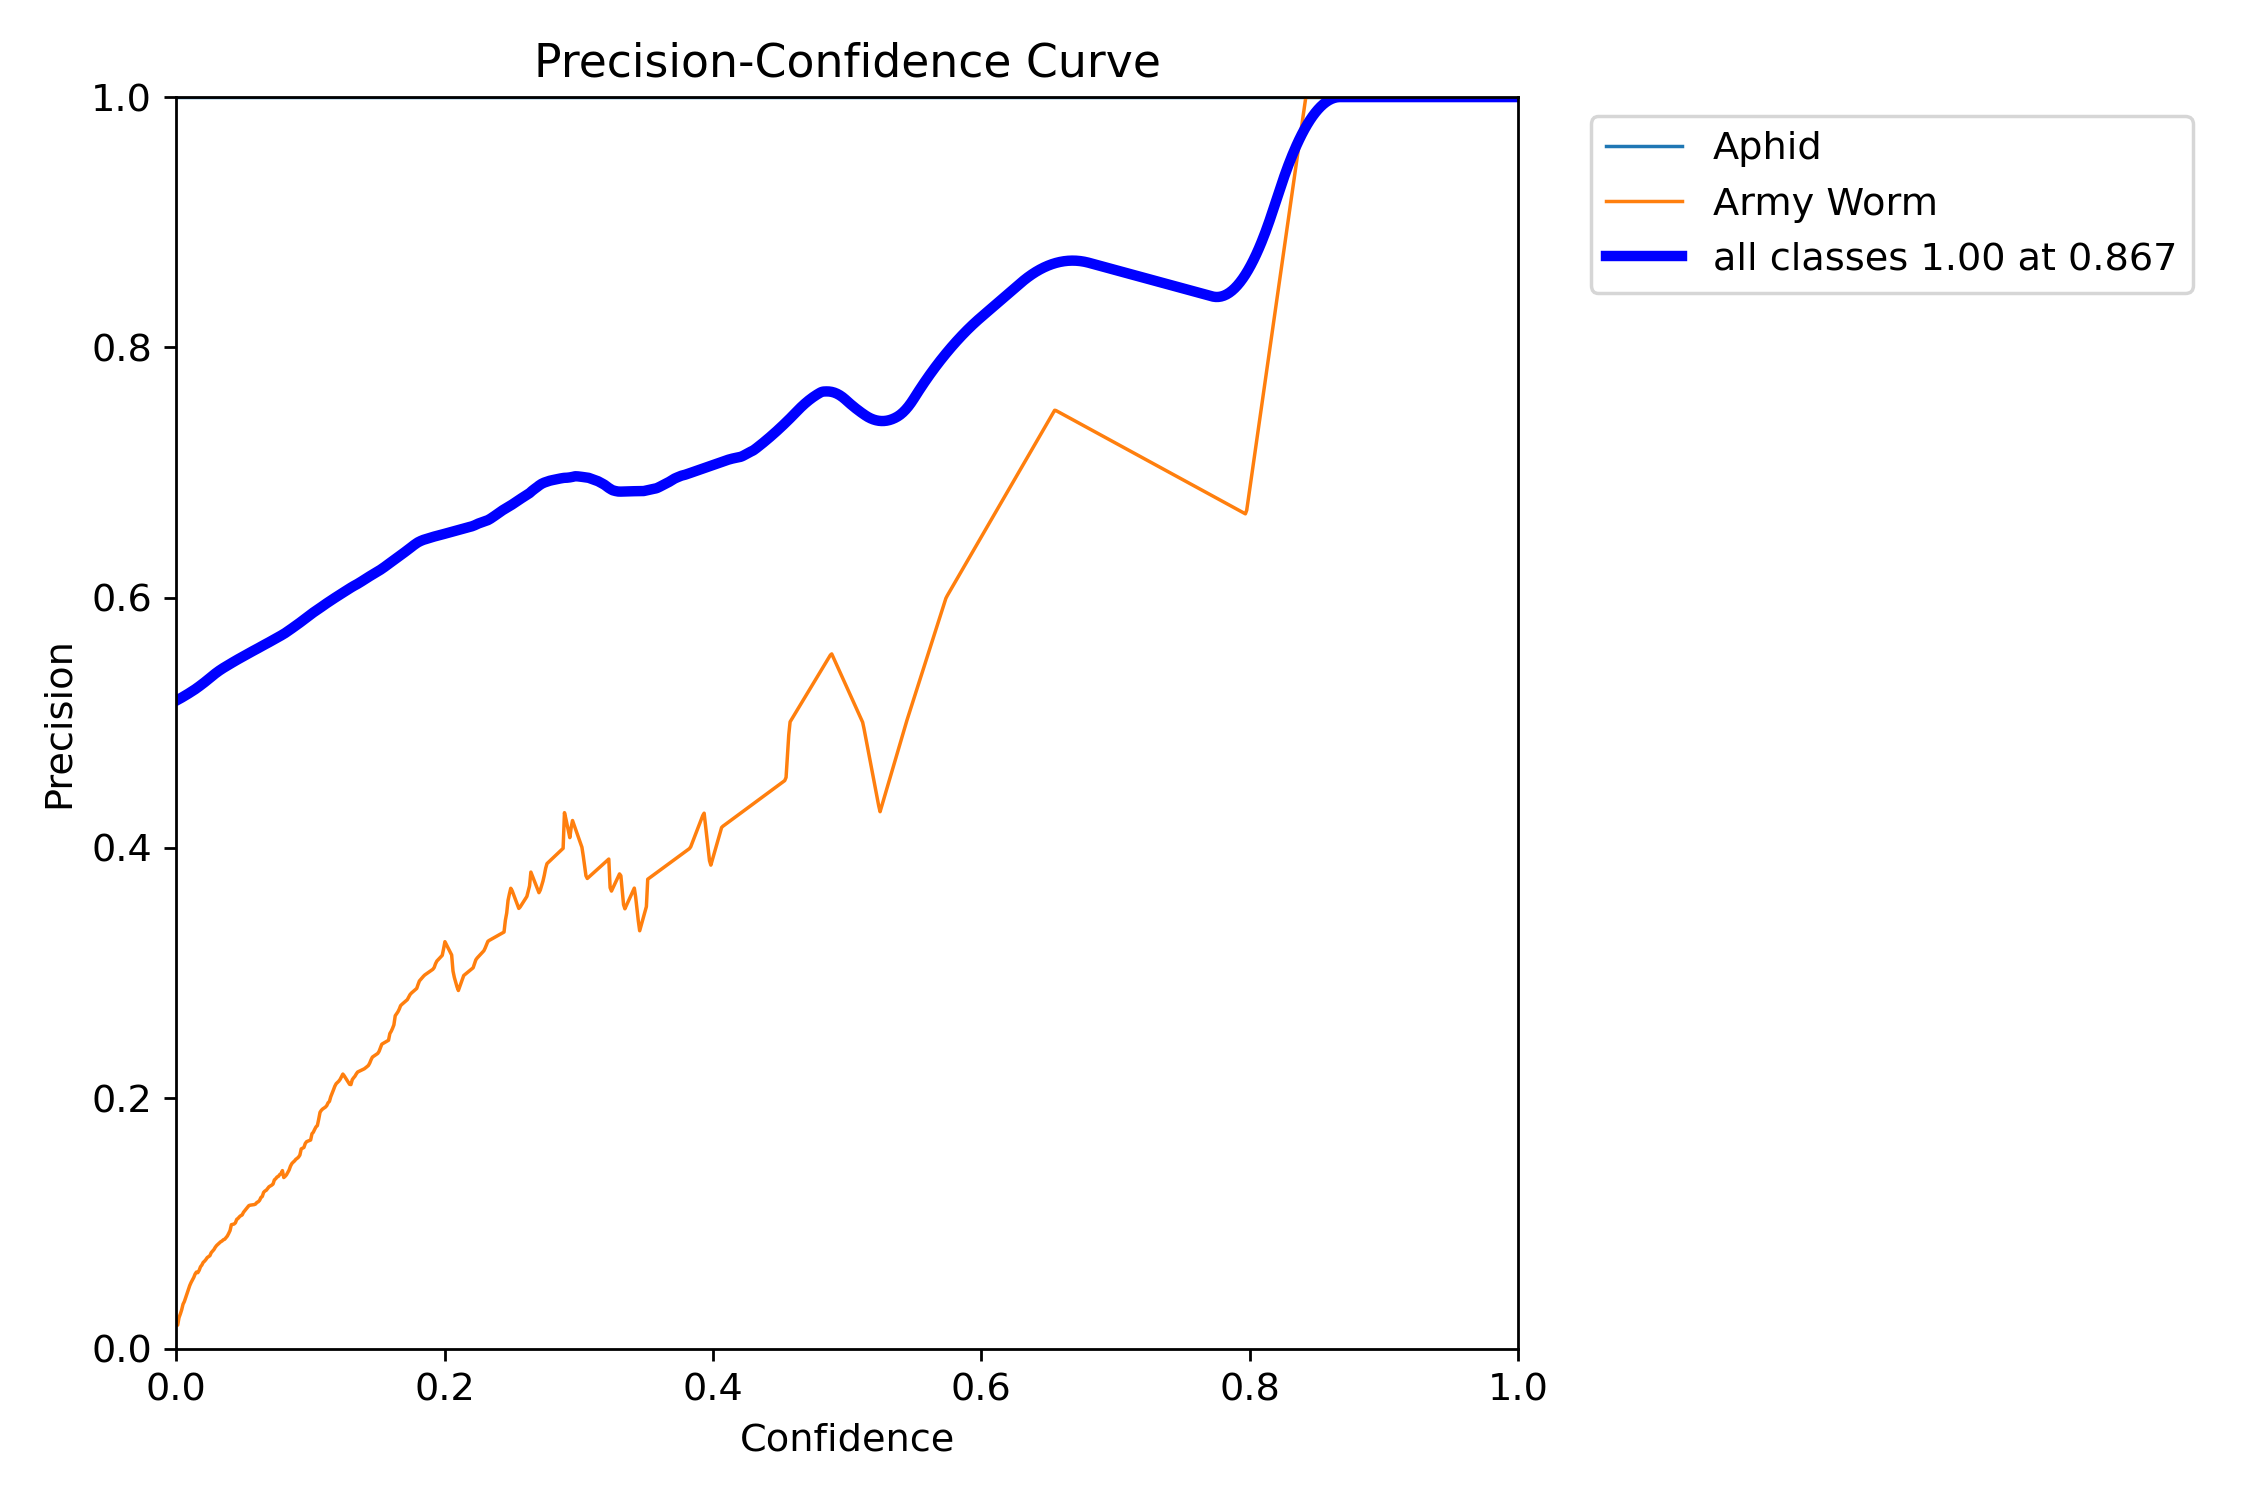 Precision-Confidence Curve
1.0
0.8
0.6
0.4
0.2
0.0
Precision
0.0 0.2 0.4 0.6 0.8 1.0
Confidence
Aphid
Army Worm
all classes 1.00 at 0.867